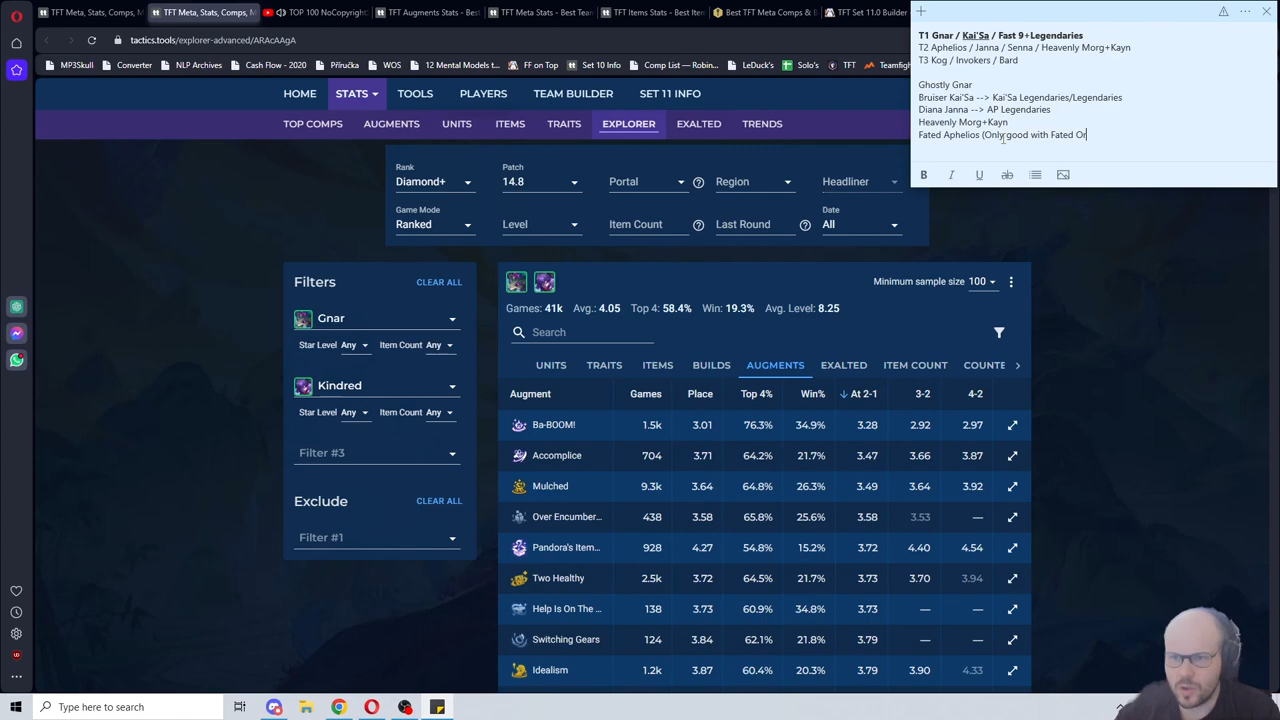 TFT Meta, Stats, Comps, M
TFT Meta, Stats, Comps, M
TOP 100 NoCopyright
TFT Augments Stats - Best
TFT Meta Stats - Best Team
TFT Items Stats - Best Item
Best TFT Meta Comps & B
TFT Set 11.0 Builder
tactics.tools/explorer-advanced/ARAcAAgA
MP3Skull
Converter
NLP Archives
Cash Flow - 2020
Příručka
WOS
12 Mental Models t...
Set 10 Info
Comp List — Robin...
LeDuck's
Solo's
TFT
Teamfight
HOME
STATS
TOOLS
PLAYERS
TEAM BUILDER
SET 11 INFO
TOP COMPS
AUGMENTS
UNITS
ITEMS
TRAITS
EXPLORER
EXALTED
TRENDS
T1 Gnar / Kai'Sa / Fast 9+Legendaries
T2 Aphelios / Janna / Senna / Heavenly Morg+Kayn
T3 Kog / Invokers / Bard
Ghostly Gnar
Bruiser Kai'Sa --> Kai'Sa Legendaries/Legendaries
Diana Janna --> AP Legendaries
Heavenly Morg+Kayn
Fated Aphelios (Only good with Fated Or
B I U ab
Rank
Diamond+
Patch
14.8
Portal
Region
Headliner
Game Mode
Ranked
Level
Item Count
Last Round
Date
All
Filters
CLEAR ALL
Gnar
Star Level Any Item Count Any
Kindred
Star Level Any Item Count Any
Filter #3
Exclude
CLEAR ALL
Filter #1
Minimum sample size 100
Games: 41k Avg.: 4.05 Top 4: 58.4% Win: 19.3% Avg. Level: 8.25
Search
UNITS TRAITS ITEMS BUILDS AUGMENTS EXALTED ITEM COUNT COUNTE
Augment Games Place Top 4% Win% At 2-1 3-2 4-2
Ba-BOOM! 1.5k 3.01 76.3% 34.9% 3.28 2.92 2.97
Accomplice 704 3.71 64.2% 21.7% 3.47 3.66 3.87
Mulched 9.3k 3.64 64.8% 26.3% 3.49 3.64 3.92
Over Encumber... 438 3.58 65.8% 25.6% 3.58 3.53 —
Pandora's Item... 928 4.27 54.8% 15.2% 3.72 4.40 4.54
Two Healthy 2.5k 3.72 64.5% 21.7% 3.73 3.70 3.94
Help Is On The ... 138 3.73 60.9% 34.8% 3.73 — —
Switching Gears 124 3.84 62.1% 21.8% 3.79 — —
Idealism 1.2k 3.87 60.4% 20.3% 3.79 3.90 4.33
Type here to search